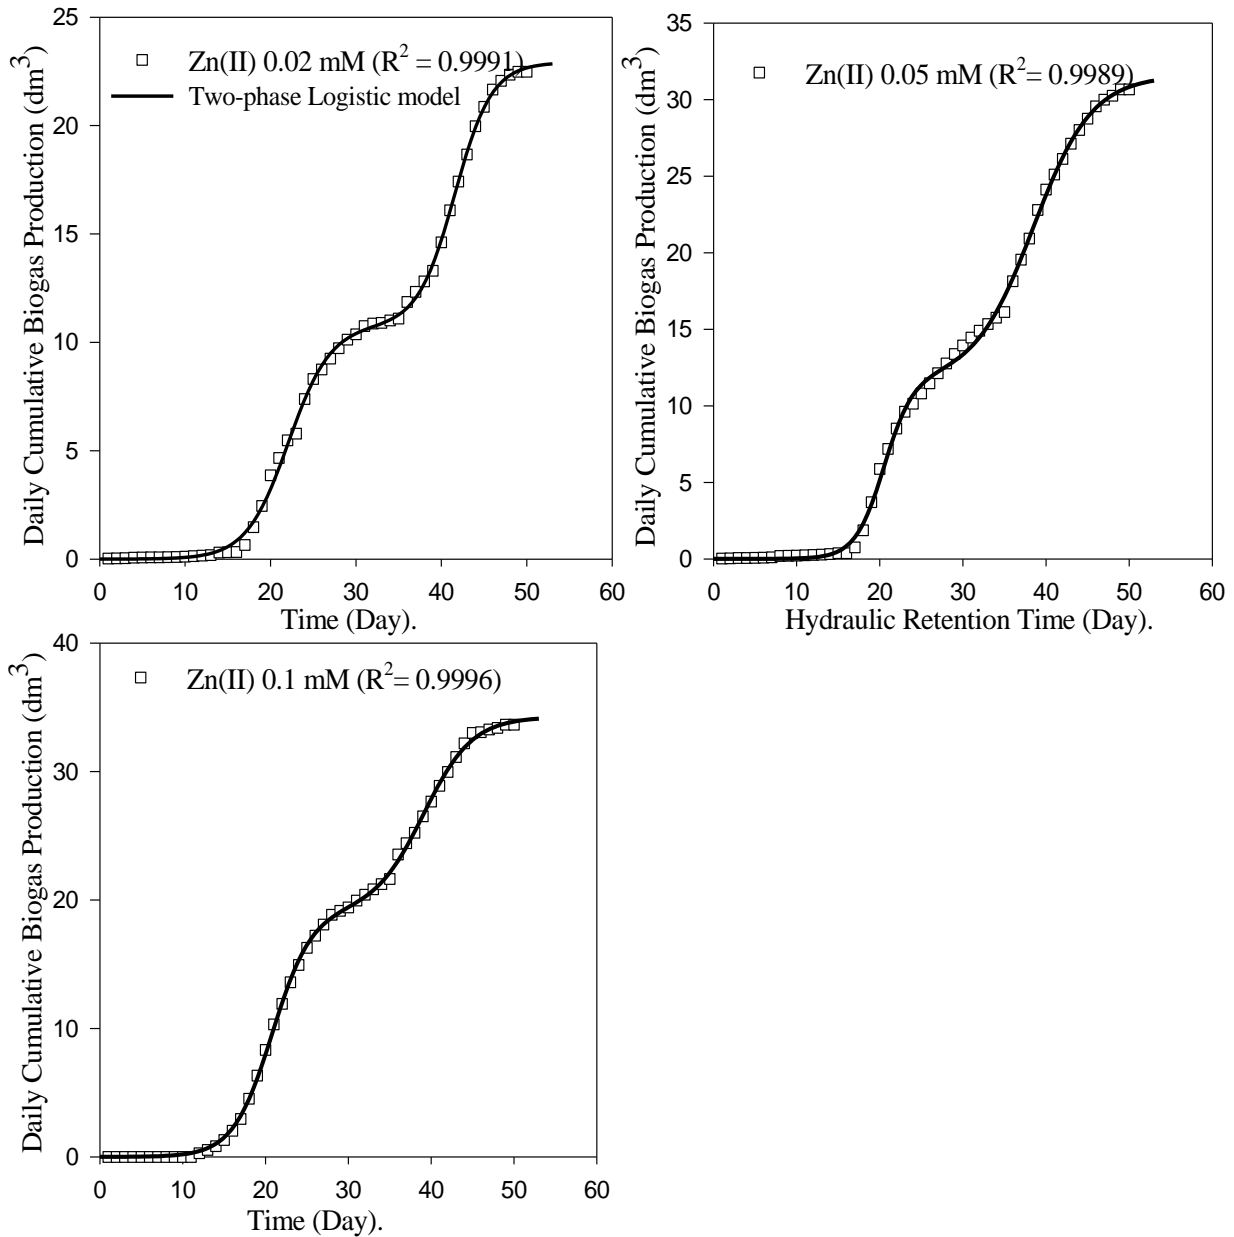 25
20
15
10
5
0
0 10 20 30 40 50 60
Daily Cumulative Biogas Production (dm³)
Zn(II) 0.02 mM (R² = 0.9991)
Two-phase Logistic model
Time (Day).
35
30
25
20
15
10
5
0
0 10 20 30 40 50 60
Daily Cumulative Biogas Production (dm³)
Zn(II) 0.05 mM (R²= 0.9989)
Hydraulic Retention Time (Day).
40
30
20
10
0
0 10 20 30 40 50 60
Daily Cumulative Biogas Production (dm³)
Zn(II) 0.1 mM (R²= 0.9996)
Time (Day).